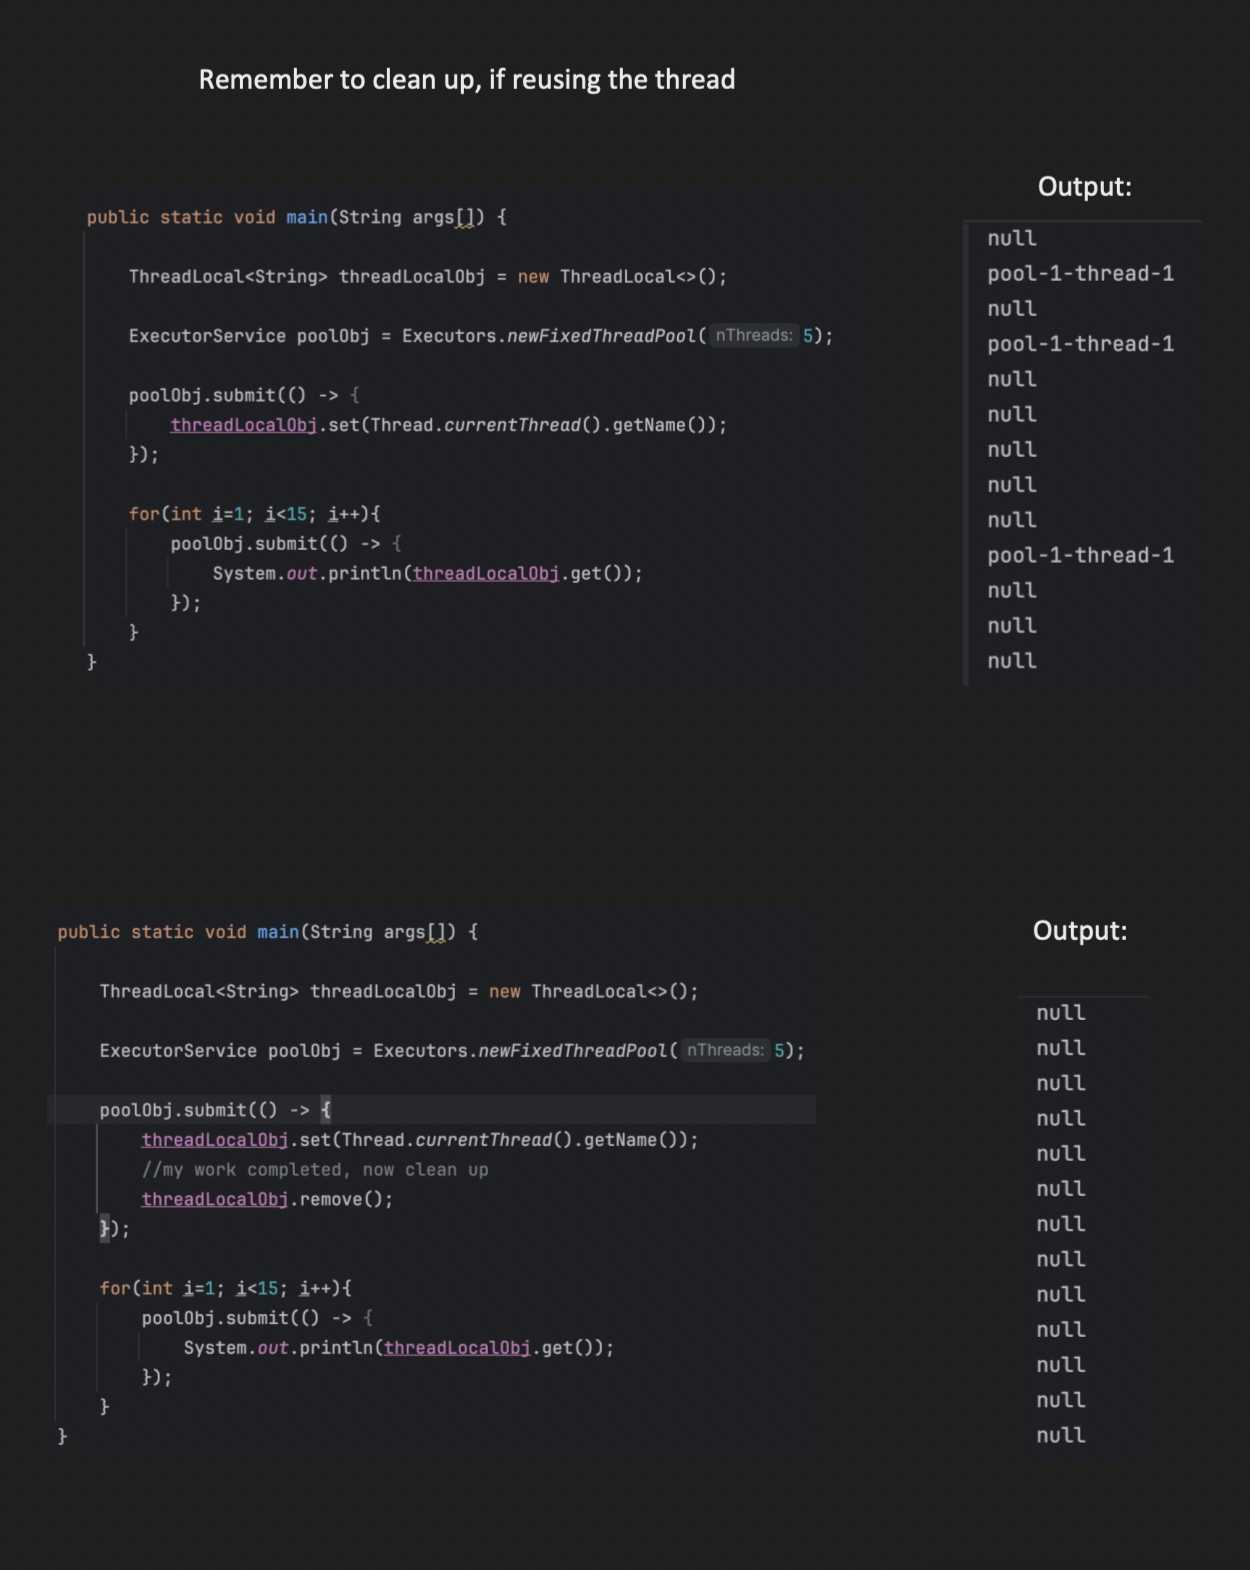 Remember to clean up, if reusing the thread
public static void main(String args[]) {
ThreadLocal<String> threadLocalObj = new ThreadLocal<>();
ExecutorService poolObj = Executors.newFixedThreadPool( nThreads: 5);
poolObj.submit(() -> {
threadLocalObj.set(Thread.currentThread().getName());
});
for(int i=1; i<15; i++){
poolObj.submit(() -> {
System.out.println(threadLocalObj.get());
});
}
}
Output:
null
pool-1-thread-1
null
pool-1-thread-1
null
null
null
null
null
pool-1-thread-1
null
null
null
public static void main(String args[]) {
ThreadLocal<String> threadLocalObj = new ThreadLocal<>();
ExecutorService poolObj = Executors.newFixedThreadPool( nThreads: 5);
poolObj.submit(() -> {
threadLocalObj.set(Thread.currentThread().getName());
//my work completed, now clean up
threadLocalObj.remove();
});
for(int i=1; i<15; i++){
poolObj.submit(() -> {
System.out.println(threadLocalObj.get());
});
}
}
Output:
null
null
null
null
null
null
null
null
null
null
null
null
null